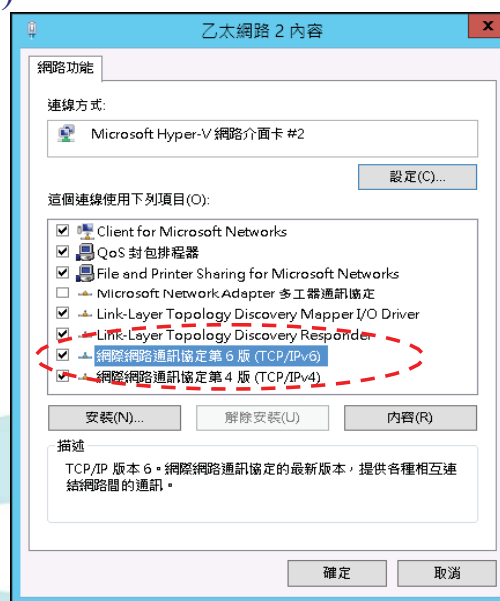 )
乙太網路 2 內容
x
網路功能
連線方式:
Microsoft Hyper-V 網路介面卡 #2
設定(C)...
這個連線使用下列項目(O):
Client for Microsoft Networks
QoS 封包排程器
File and Printer Sharing for Microsoft Networks
Microsoft Network Adapter 多工器通訊協定
Link-Layer Topology Discovery Mapper I/O Driver
Link-Layer Topology Discovery Responder
網際網路通訊協定第 6 版 (TCP/IPv6)
網際網路通訊協定第 4 版 (TCP/IPv4)
安裝(N)...
解除安裝(U)
內容(R)
描述
TCP/IP 版本 6。網際網路通訊協定的最新版本，提供各種相互連
結網路間的通訊。
確定
取消